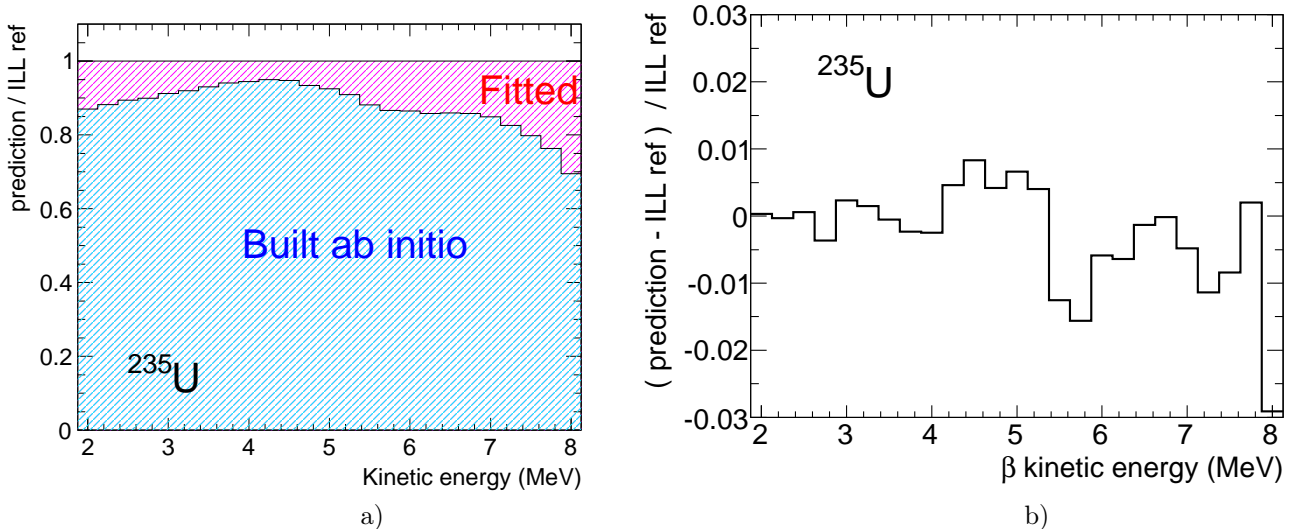 prediction / ILL ref
1
0.8
0.6
0.4
0.2
0
Fitted
Built ab initio
²³⁵U
2 3 4 5 6 7 8
Kinetic energy (MeV)
a)
( prediction - ILL ref ) / ILL ref
0.03
0.02
0.01
0
-0.01
-0.02
-0.03
²³⁵U
2 3 4 5 6 7 8
β kinetic energy (MeV)
b)